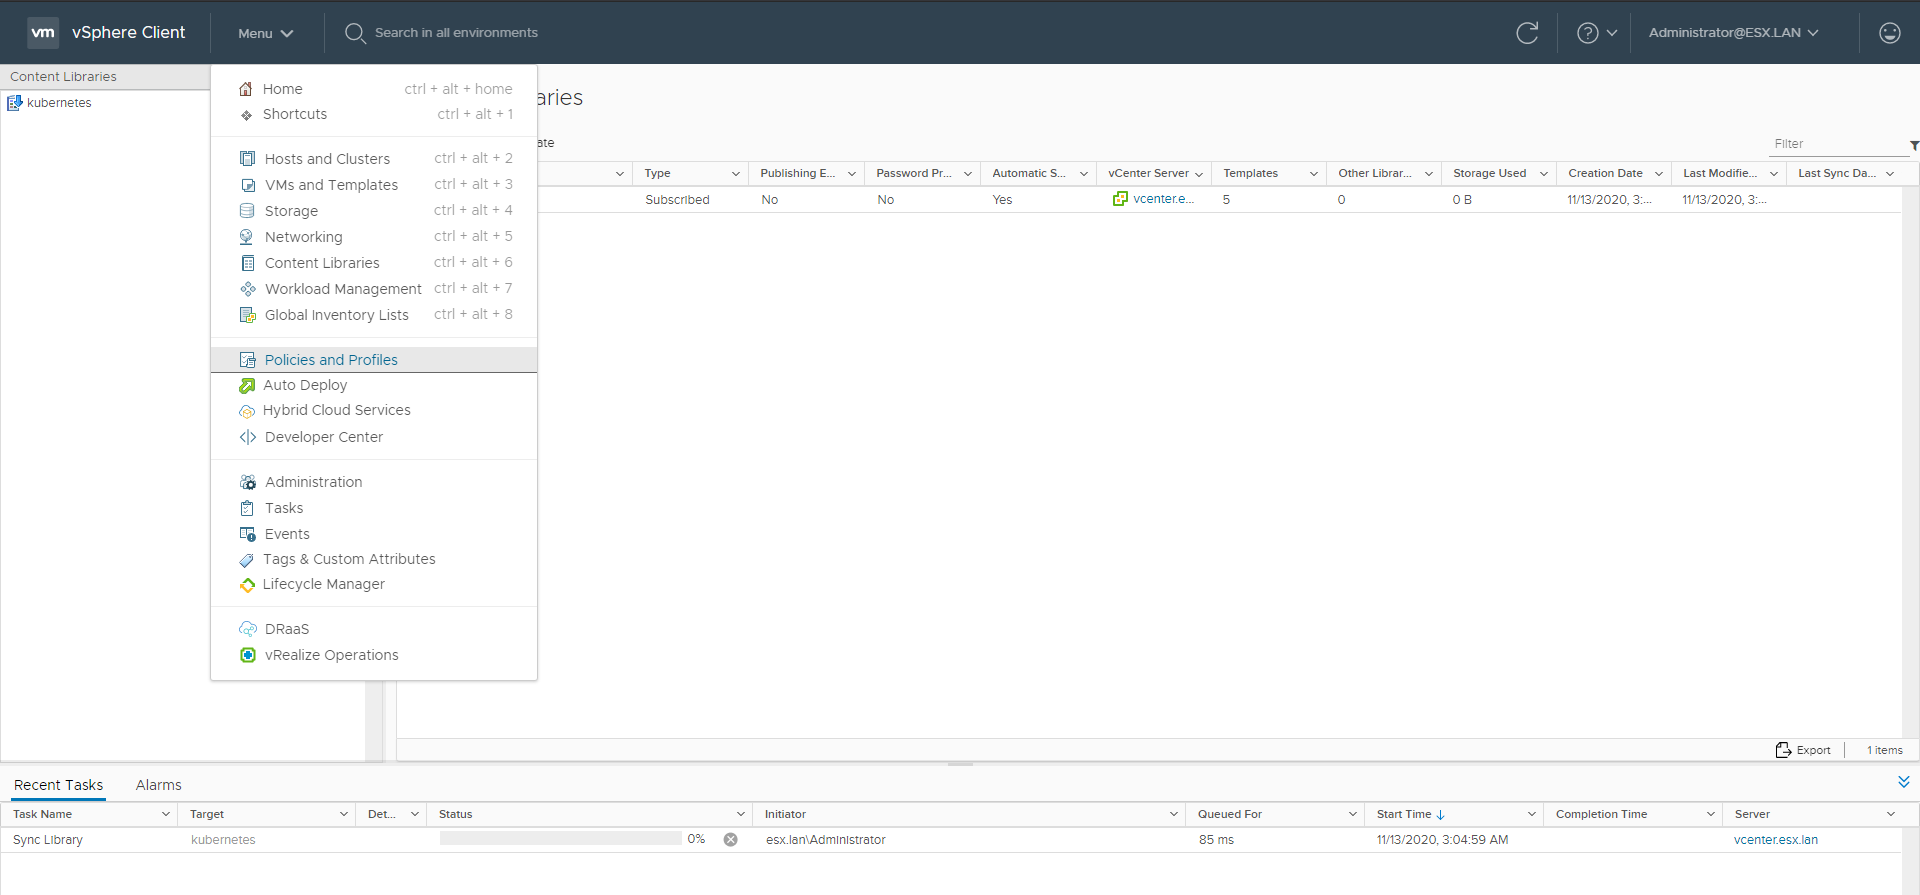 vm vSphere Client Menu Search in all environments Administrator@ESX.LAN
Content Libraries
kubernetes
Home ctrl + alt + home
Shortcuts ctrl + alt + 1
Hosts and Clusters ctrl + alt + 2
VMs and Templates ctrl + alt + 3
Storage ctrl + alt + 4
Networking ctrl + alt + 5
Content Libraries ctrl + alt + 6
Workload Management ctrl + alt + 7
Global Inventory Lists ctrl + alt + 8
Policies and Profiles
Auto Deploy
Hybrid Cloud Services
Developer Center
Administration
Tasks
Events
Tags & Custom Attributes
Lifecycle Manager
DRaaS
vRealize Operations
aries
ate
Filter
Type Publishing E... Password Pr... Automatic S... vCenter Server Templates Other Librar... Storage Used Creation Date Last Modifie... Last Sync Da...
Subscribed No No Yes vcenter.e... 5 0 0 B 11/13/2020, 3:... 11/13/2020, 3:...
Export 1 items
Recent Tasks Alarms
Task Name Target Det... Status Initiator Queued For Start Time Completion Time Server
Sync Library kubernetes 0% esx.lan\Administrator 85 ms 11/13/2020, 3:04:59 AM vcenter.esx.lan